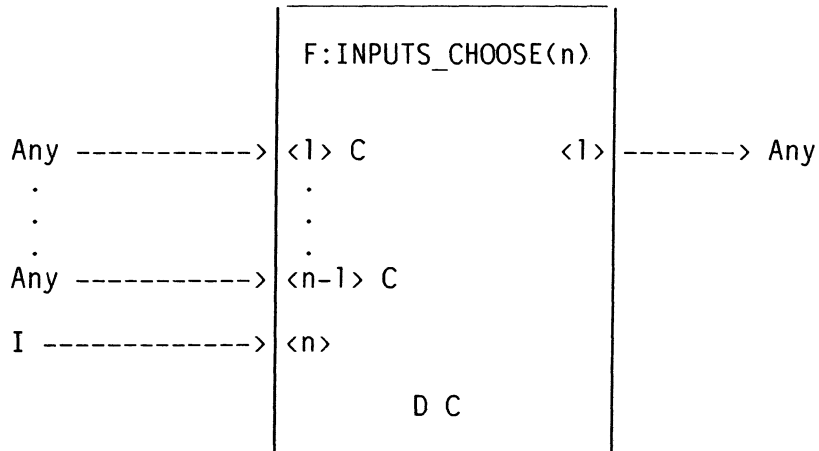 F:INPUTS_CHOOSE(n)
Any -----------> <1> C <1> -------> Any
. .
. .
. .
Any -----------> <n-1> C
I -------------> <n>
D C